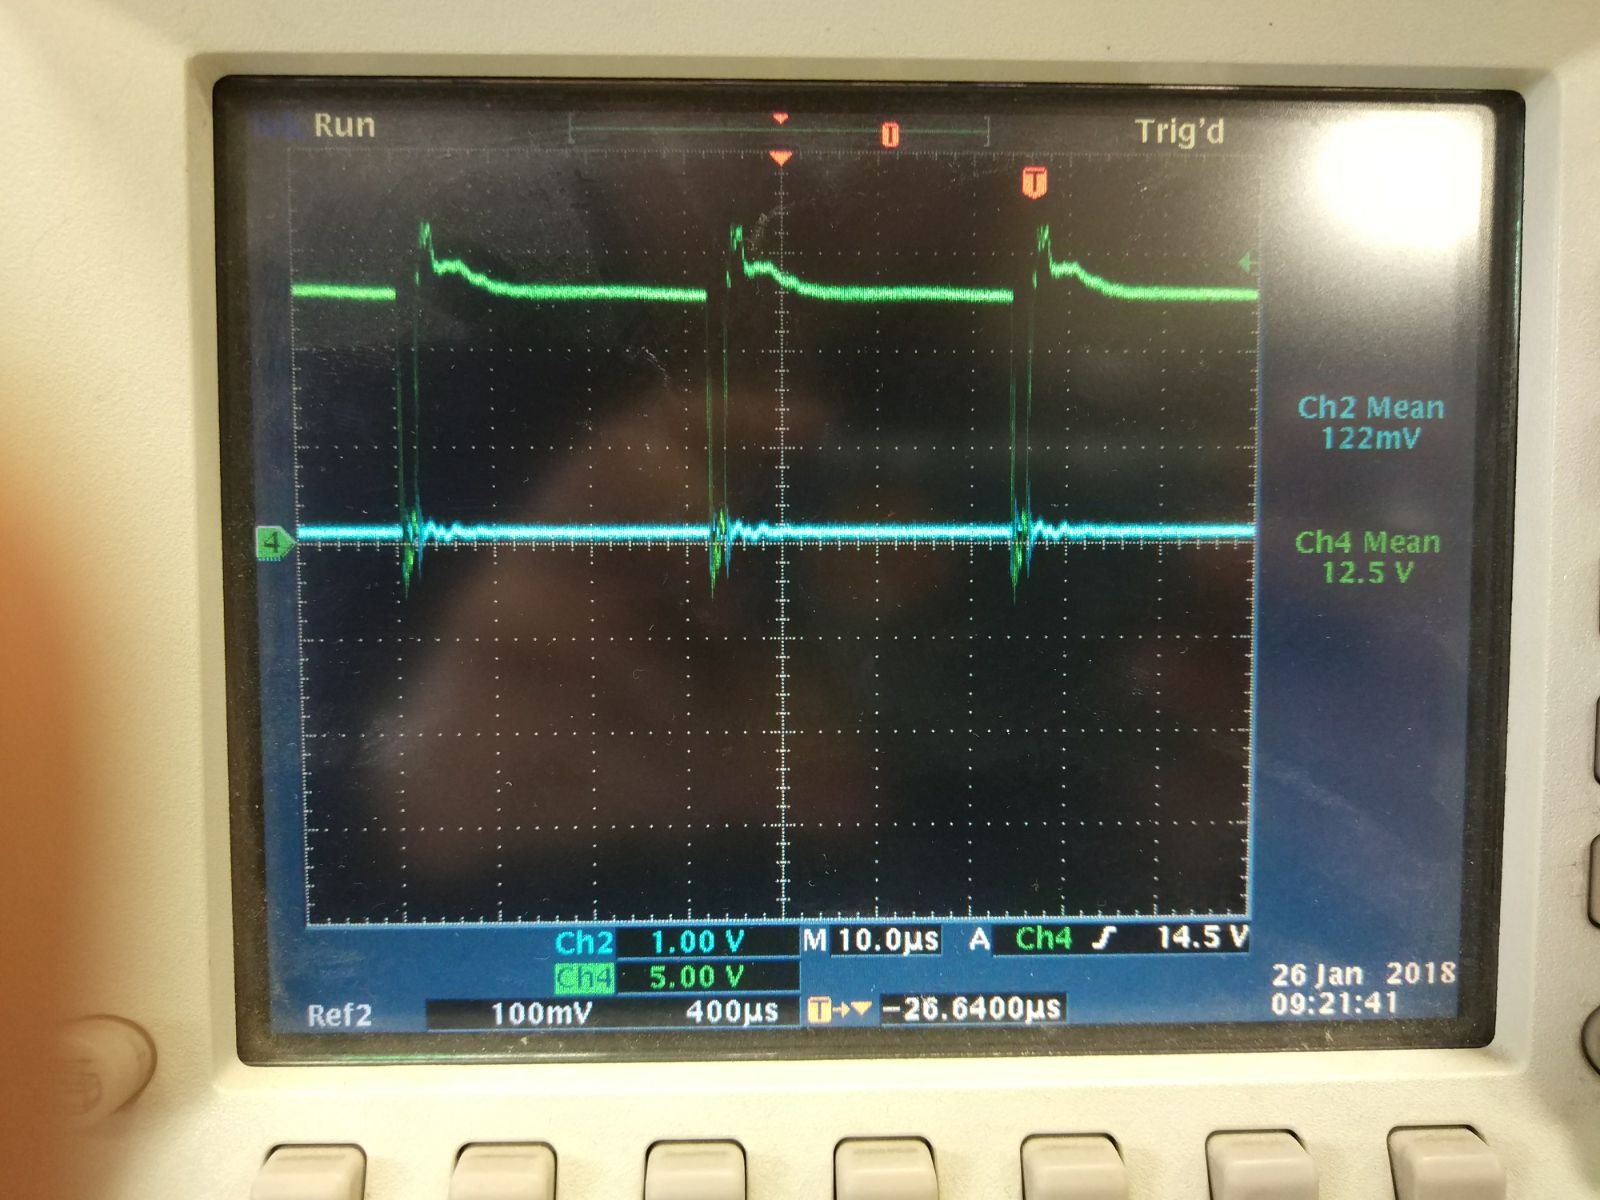 Run
Trig'd
T
T
Ch2 Mean
122mV
4
Ch4 Mean
12.5 V
Ch2 1.00 V M 10.0µs A Ch4 14.5 V
Ch4 5.00 V
26 Jan 2018
Ref2 100mV 400µs T -26.6400µs
09:21:41